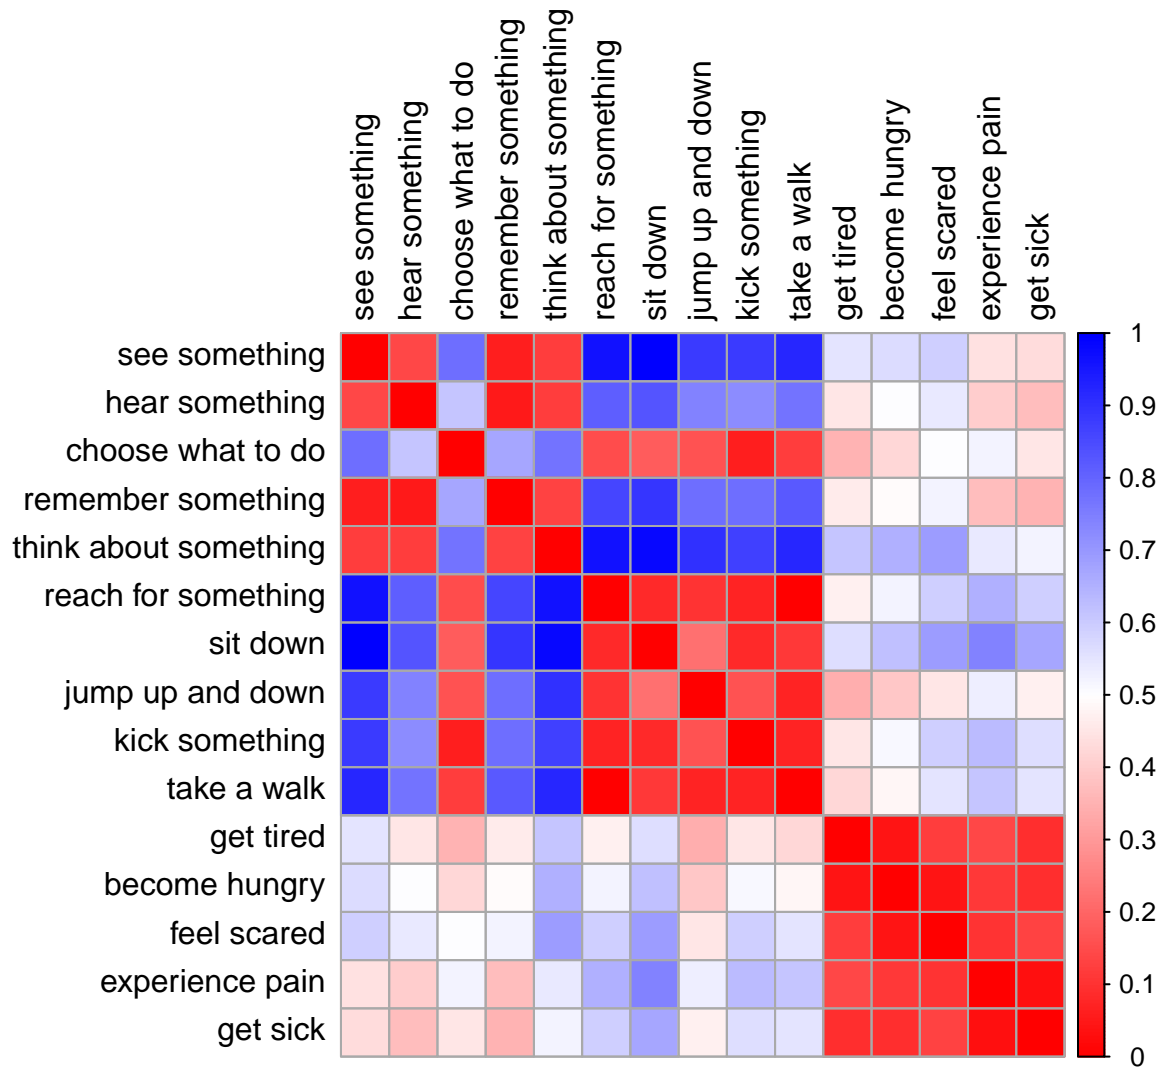 see something
hear something
choose what to do
remember something
think about something
reach for something
sit down
jump up and down
kick something
take a walk
get tired
become hungry
feel scared
experience pain
get sick
see something
hear something
choose what to do
remember something
think about something
reach for something
sit down
jump up and down
kick something
take a walk
get tired
become hungry
feel scared
experience pain
get sick
1
0.9
0.8
0.7
0.6
0.5
0.4
0.3
0.2
0.1
0